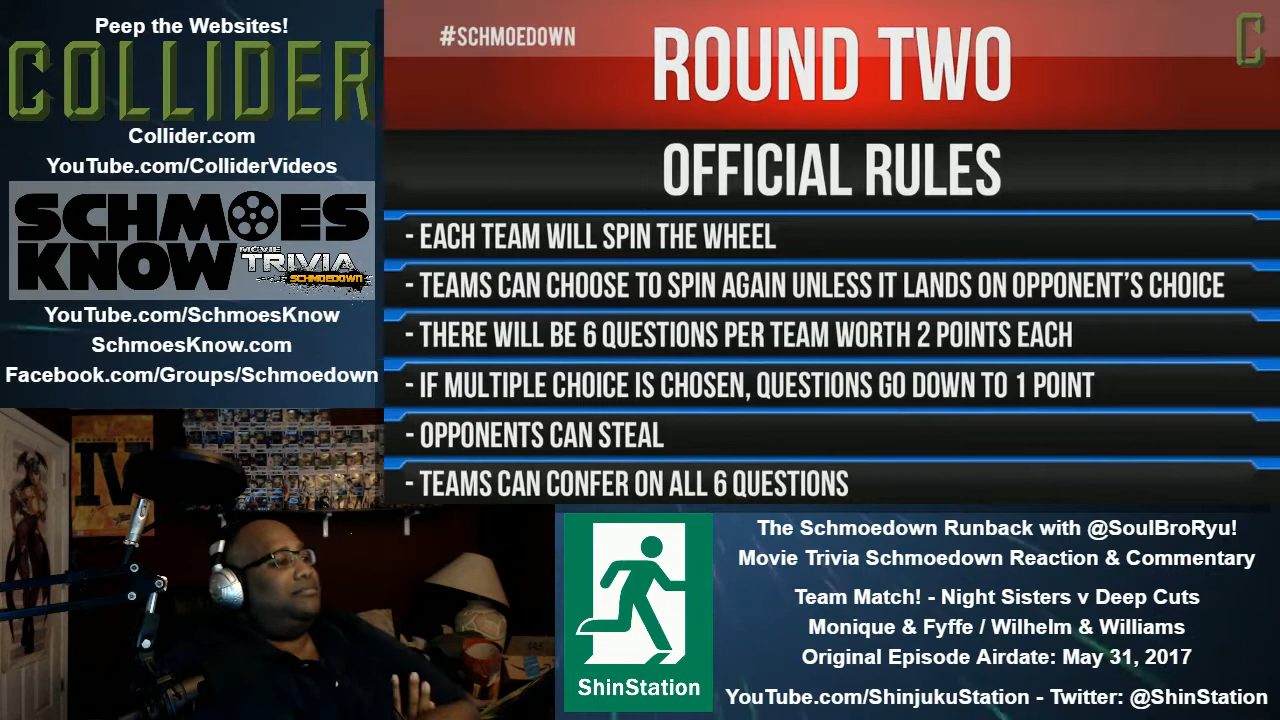 Peep the Websites!
COLLIDER
Collider.com
YouTube.com/ColliderVideos
SCHMOES
KNOW
MOVIE
TRIVIA
SCHMOEDOWN
YouTube.com/SchmoesKnow
SchmoesKnow.com
Facebook.com/Groups/Schmoedown
#SCHMOEDOWN
C
ROUND TWO
OFFICIAL RULES
- EACH TEAM WILL SPIN THE WHEEL
- TEAMS CAN CHOOSE TO SPIN AGAIN UNLESS IT LANDS ON OPPONENT’S CHOICE
- THERE WILL BE 6 QUESTIONS PER TEAM WORTH 2 POINTS EACH
- IF MULTIPLE CHOICE IS CHOSEN, QUESTIONS GO DOWN TO 1 POINT
- OPPONENTS CAN STEAL
- TEAMS CAN CONFER ON ALL 6 QUESTIONS
IV
ShinStation
The Schmoedown Runback with @SoulBroRyu!
Movie Trivia Schmoedown Reaction & Commentary
Team Match! - Night Sisters v Deep Cuts
Monique & Fyffe / Wilhelm & Williams
Original Episode Airdate: May 31, 2017
YouTube.com/ShinjukuStation - Twitter: @ShinStation